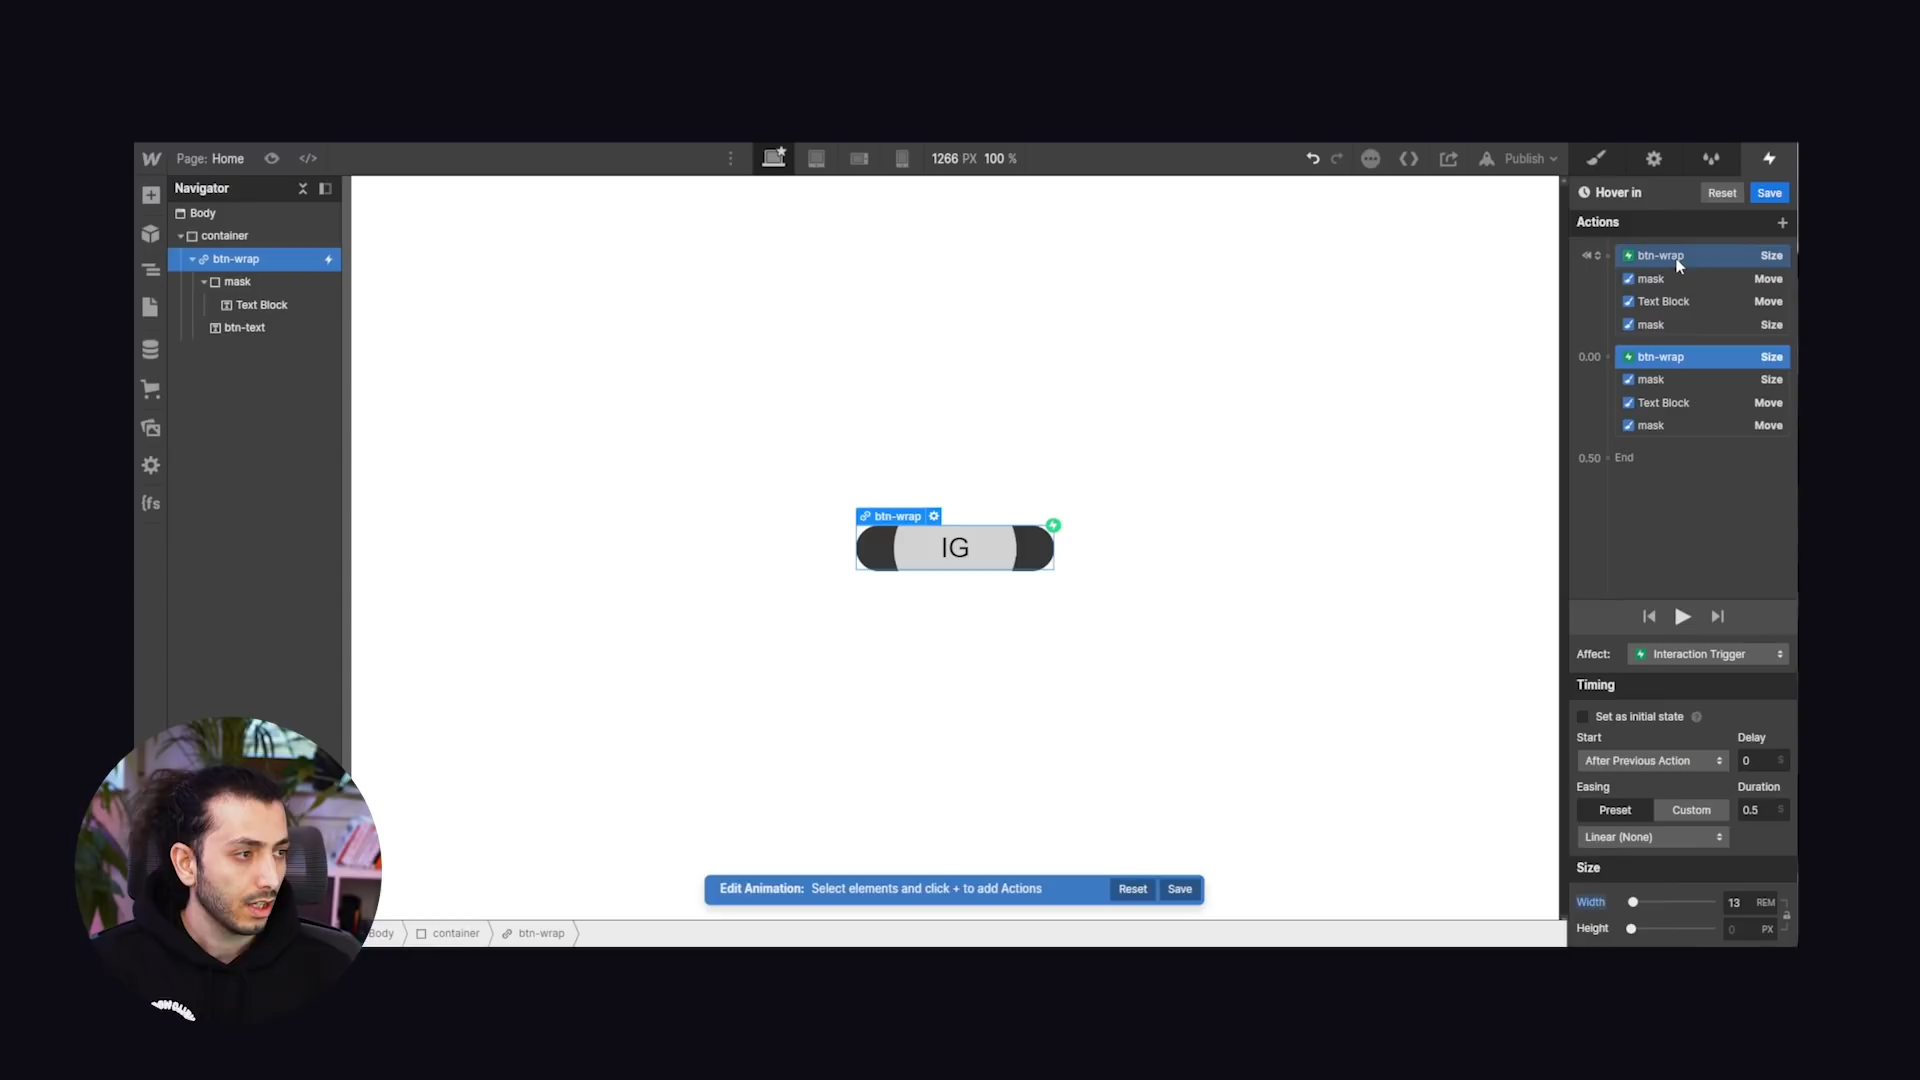 Page: Home
1266 PX 100 %
Publish
Navigator
Hover in
Reset
Save
Body
Actions
container
btn-wrap
btn-wrap Size
mask
mask Move
Text Block
Text Block Move
btn-text
mask Size
0.00 btn-wrap Size
mask Size
Text Block Move
mask Move
0.50 End
{fs
btn-wrap
IG
Affect: Interaction Trigger
Timing
Set as initial state
Start Delay
After Previous Action 0 S
Easing Duration
Preset Custom 0.5 S
Linear (None)
Size
Edit Animation: Select elements and click + to add Actions
Reset
Save
Width 13 REM
Height 0 PX
Body container btn-wrap